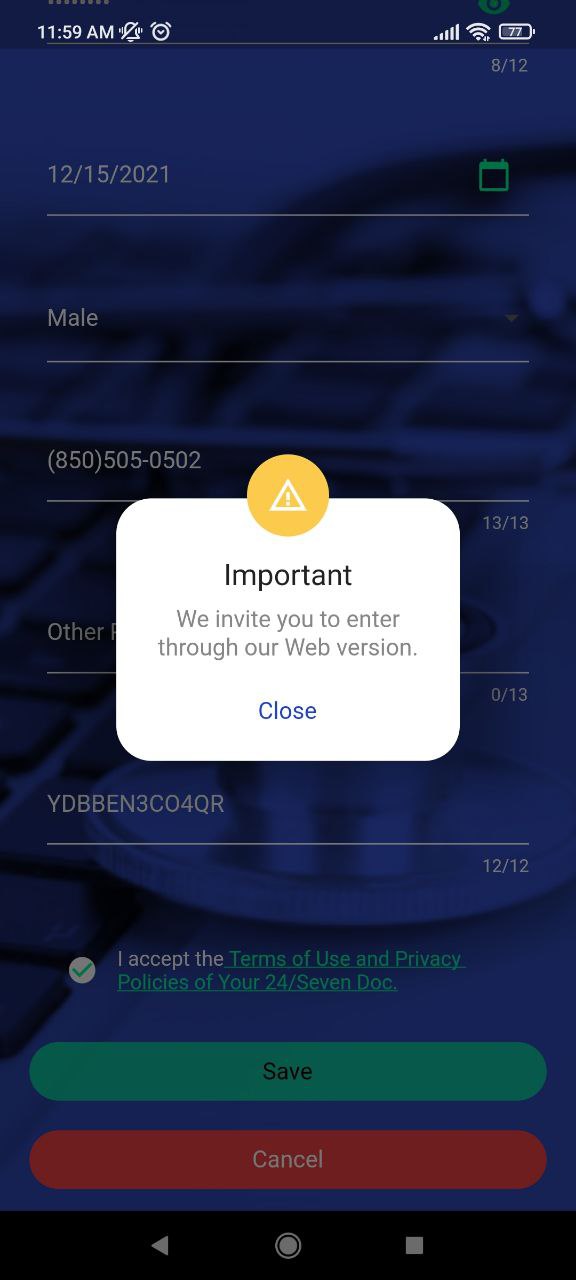 11:59 AM
77
8/12
12/15/2021
Male
(850)505-0502
13/13
Important
We invite you to enter
through our Web version.
Other
0/13
Close
YDBBEN3CO4QR
12/12
I accept the Terms of Use and Privacy
Policies of Your 24/Seven Doc.
Save
Cancel